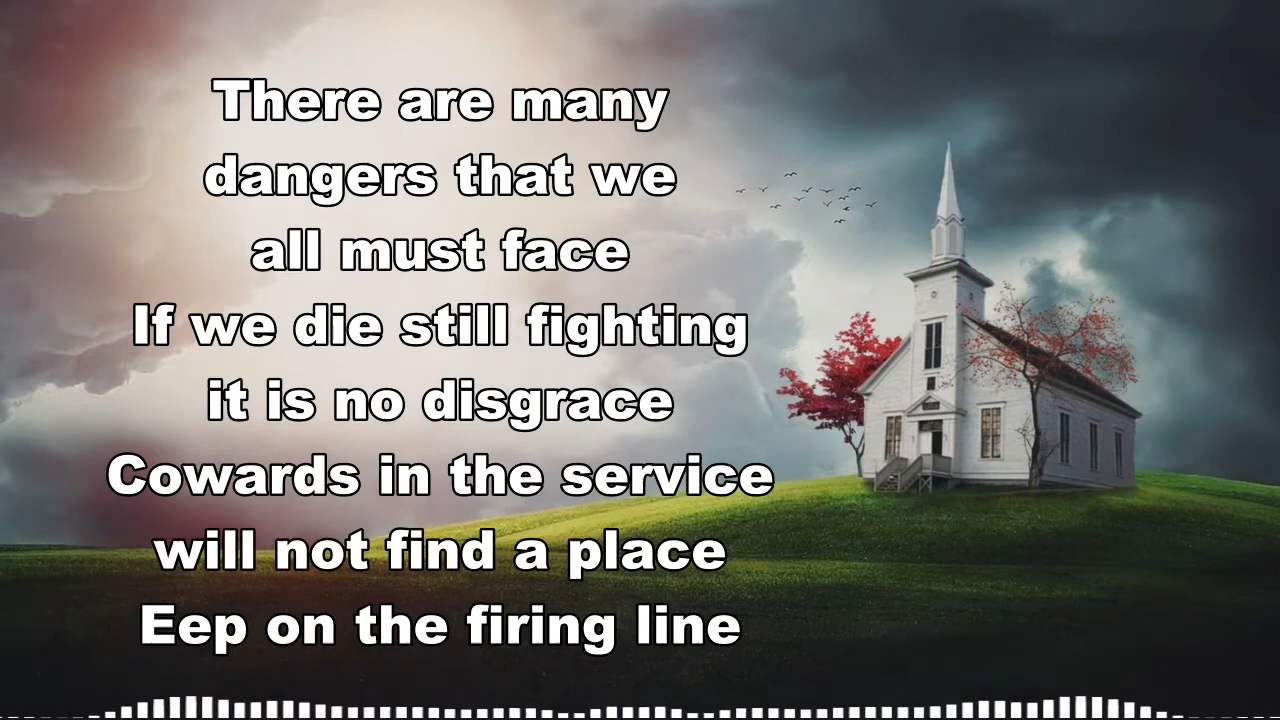 There are many
dangers that we
all must face
If we die still fighting
it is no disgrace
Cowards in the service
will not find a place
Eep on the firing line